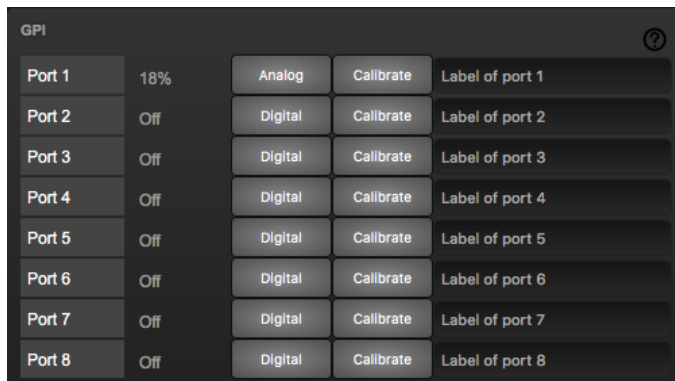 GPI
?
Port 1 18% Analog Calibrate Label of port 1
Port 2 Off Digital Calibrate Label of port 2
Port 3 Off Digital Calibrate Label of port 3
Port 4 Off Digital Calibrate Label of port 4
Port 5 Off Digital Calibrate Label of port 5
Port 6 Off Digital Calibrate Label of port 6
Port 7 Off Digital Calibrate Label of port 7
Port 8 Off Digital Calibrate Label of port 8